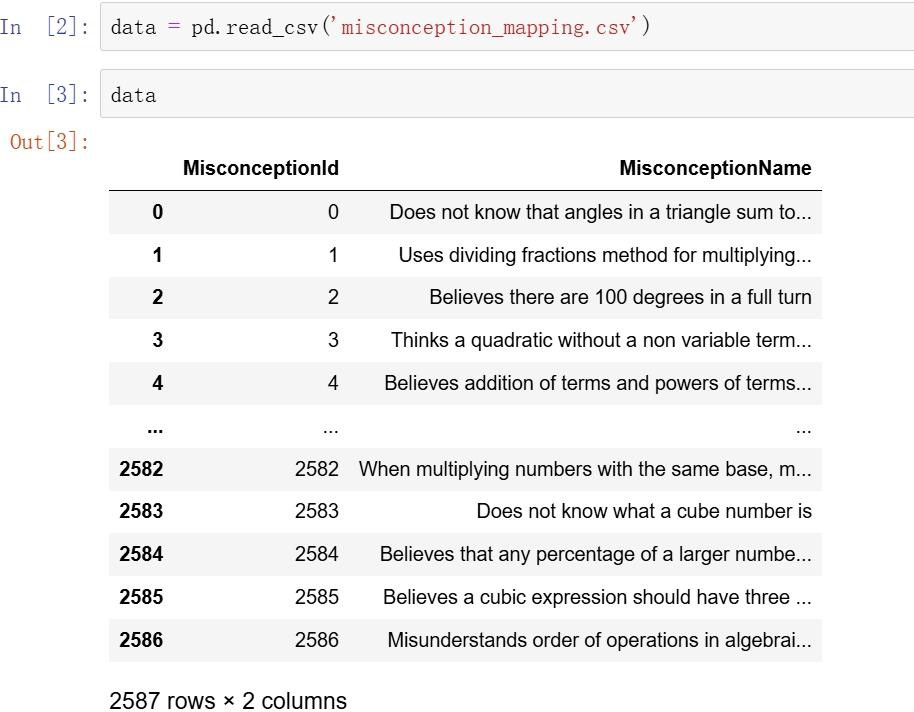 In [2]: data = pd.read_csv('misconception_mapping.csv')
In [3]: data
Out[3]:
MisconceptionId MisconceptionName
0 0 Does not know that angles in a triangle sum to...
1 1 Uses dividing fractions method for multiplying...
2 2 Believes there are 100 degrees in a full turn
3 3 Thinks a quadratic without a non variable term...
4 4 Believes addition of terms and powers of terms...
... ... ...
2582 2582 When multiplying numbers with the same base, m...
2583 2583 Does not know what a cube number is
2584 2584 Believes that any percentage of a larger numbe...
2585 2585 Believes a cubic expression should have three ...
2586 2586 Misunderstands order of operations in algebrai...
2587 rows × 2 columns